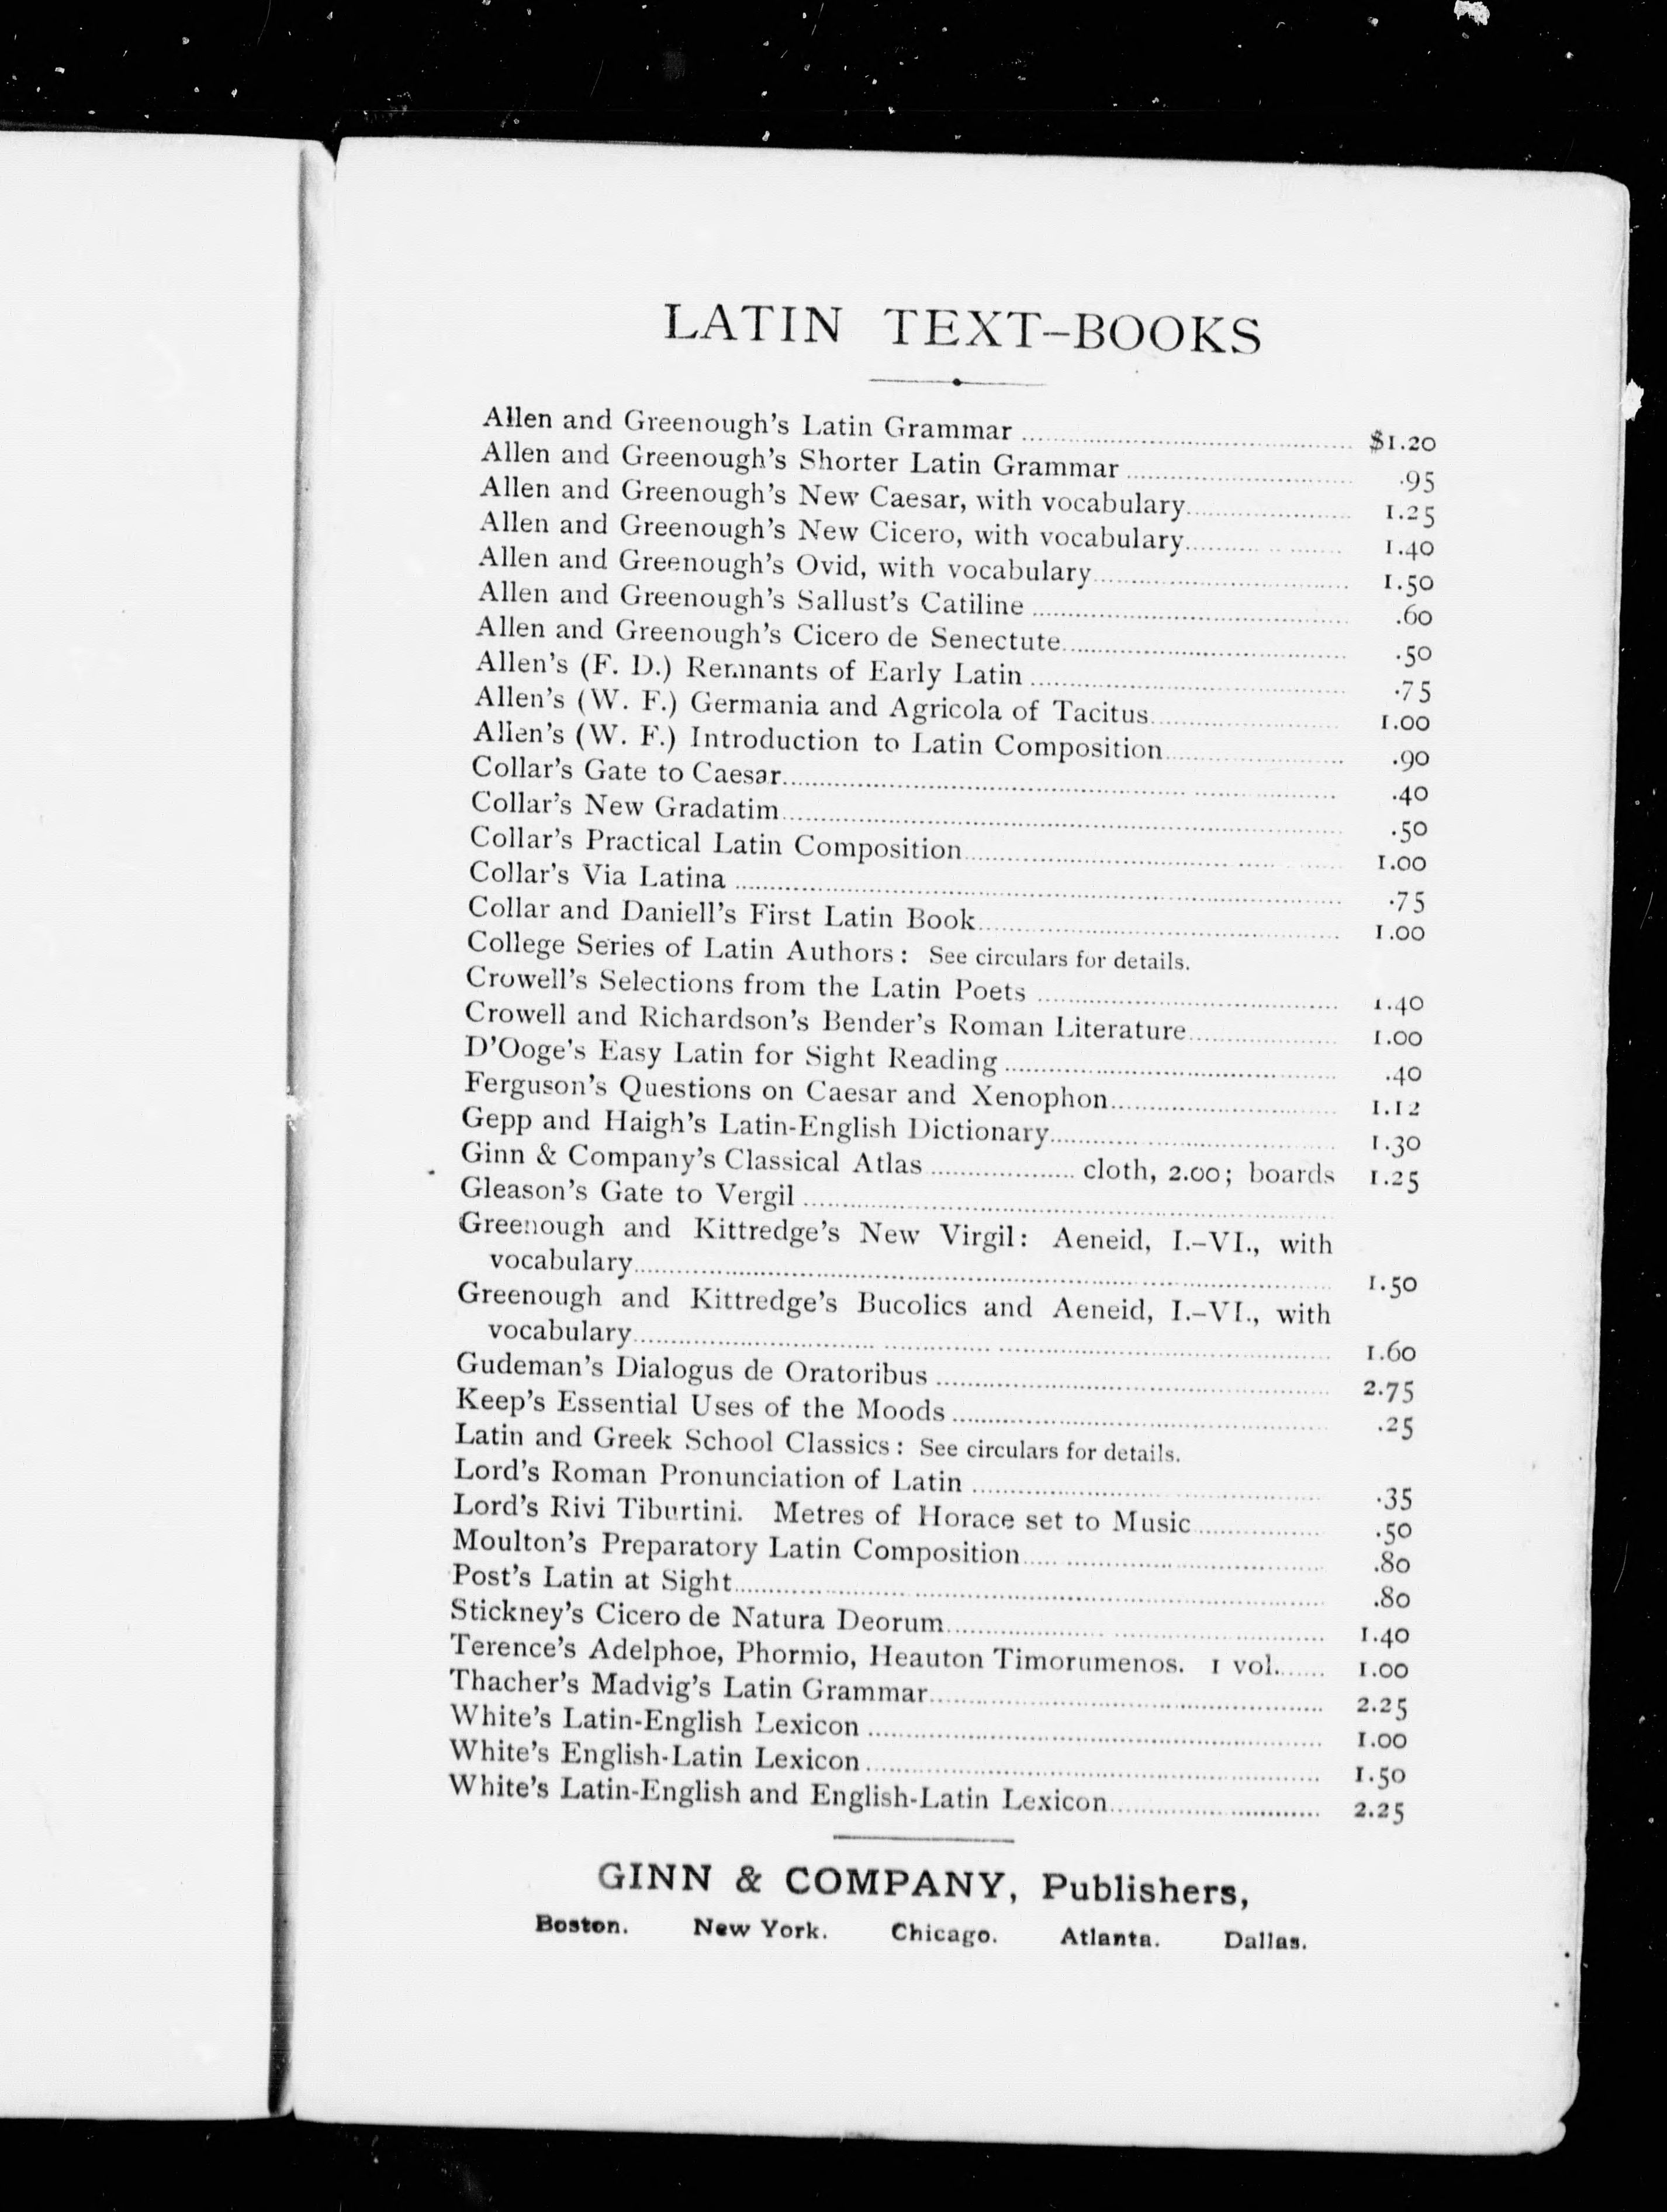 LATIN TEXT-BOOKS
Allen and Greenough's Latin Grammar ........ $1.20
Allen and Greenough's Shorter Latin Grammar ........ .95
Allen and Greenough's New Caesar, with vocabulary ........ 1.25
Allen and Greenough's New Cicero, with vocabulary ........ 1.40
Allen and Greenough's Ovid, with vocabulary ........ 1.50
Allen and Greenough's Sallust's Catiline ........ .60
Allen and Greenough's Cicero de Senectute ........ .50
Allen's (F. D.) Remnants of Early Latin ........ .75
Allen's (W. F.) Germania and Agricola of Tacitus ........ 1.00
Allen's (W. F.) Introduction to Latin Composition ........ .90
Collar's Gate to Caesar ........ .40
Collar's New Gradatim ........ .50
Collar's Practical Latin Composition ........ 1.00
Collar's Via Latina ........ .75
Collar and Daniell's First Latin Book ........ 1.00
College Series of Latin Authors: See circulars for details.
Crowell's Selections from the Latin Poets ........ 1.40
Crowell and Richardson's Bender's Roman Literature ........ 1.00
D'Ooge's Easy Latin for Sight Reading ........ .40
Ferguson's Questions on Caesar and Xenophon ........ 1.12
Gepp and Haigh's Latin-English Dictionary ........ 1.30
Ginn & Company's Classical Atlas ........ cloth, 2.00; boards 1.25
Gleason's Gate to Vergil ........
Greenough and Kittredge's New Virgil: Aeneid, I.–VI., with
vocabulary ........ 1.50
Greenough and Kittredge's Bucolics and Aeneid, I.–VI., with
vocabulary ........ 1.60
Gudeman's Dialogus de Oratoribus ........ 2.75
Keep's Essential Uses of the Moods ........ .25
Latin and Greek School Classics: See circulars for details.
Lord's Roman Pronunciation of Latin ........ .35
Lord's Rivi Tiburtini. Metres of Horace set to Music ........ .50
Moulton's Preparatory Latin Composition ........ .80
Post's Latin at Sight ........ .80
Stickney's Cicero de Natura Deorum ........ 1.40
Terence's Adelphoe, Phormio, Heauton Timorumenos. 1 vol. ........ 1.00
Thacher's Madvig's Latin Grammar ........ 2.25
White's Latin-English Lexicon ........ 1.00
White's English-Latin Lexicon ........ 1.50
White's Latin-English and English-Latin Lexicon ........ 2.25
GINN & COMPANY, Publishers,
Boston. New York. Chicago. Atlanta. Dallas.